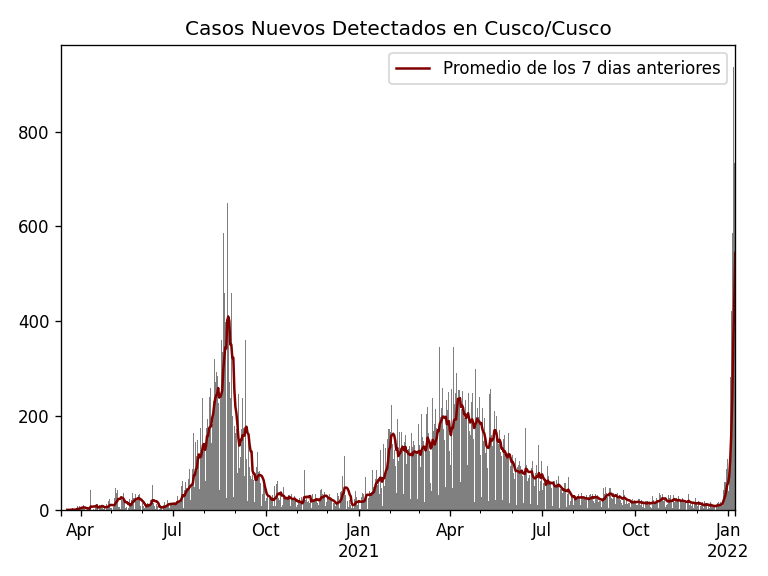 Casos Nuevos Detectados en Cusco/Cusco
Promedio de los 7 dias anteriores
800
600
400
200
0
Apr Jul Oct Jan Apr Jul Oct Jan
2021 2022